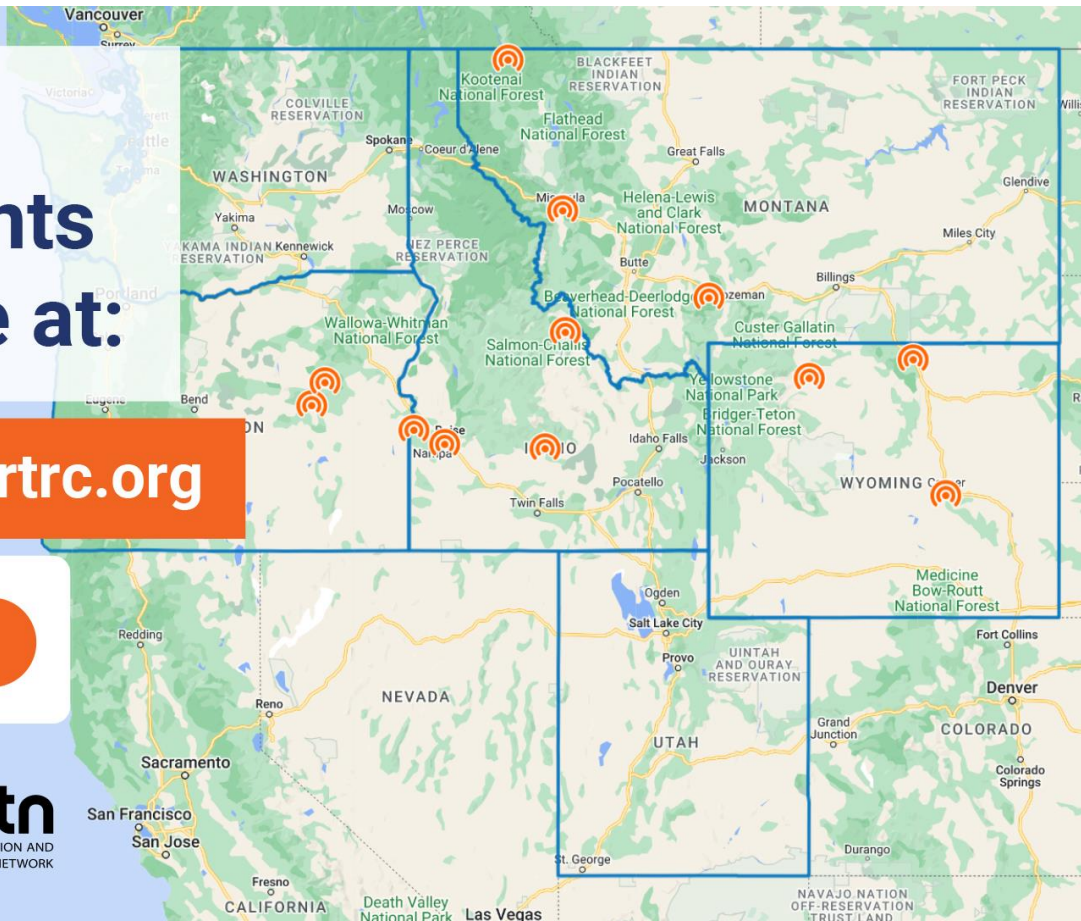 nts
e at:
rtrc.org
tn
ION AND
NETWORK
Vancouver
Surrey
Victoria
Kootenai
National Forest
BLACKFEET
INDIAN
RESERVATION
FORT PECK
INDIAN
RESERVATION
COLVILLE
RESERVATION
Flathead
National Forest
Spokane
Coeur d'Alene
Great Falls
WASHINGTON
Glendive
Moscow
Helena-Lewis
and Clark
National Forest
MONTANA
Yakima
Miles City
Kennewick
NEZ PERCE
RESERVATION
Butte
Billings
Portland
Beaverhead-Deerlodge
National Forest
Wallowa-Whitman
National Forest
Salmon-Challis
National Forest
Custer Gallatin
National Forest
Yellowstone
National Park
Eugene
Bend
Bridger-Teton
National Forest
Idaho Falls
Jackson
Nampa
Pocatello
WYOMING
Twin Falls
Medicine
Bow-Routt
National Forest
Ogden
Salt Lake City
Redding
Fort Collins
Provo
UINTAH
AND OURAY
RESERVATION
Denver
NEVADA
Reno
Grand
Junction
COLORADO
UTAH
Sacramento
Colorado
Springs
San Francisco
San Jose
St. George
Durango
Fresno
CALIFORNIA
Death Valley
National Park
Las Vegas
NAVAJO NATION
OFF-RESERVATION
TRUST LAND